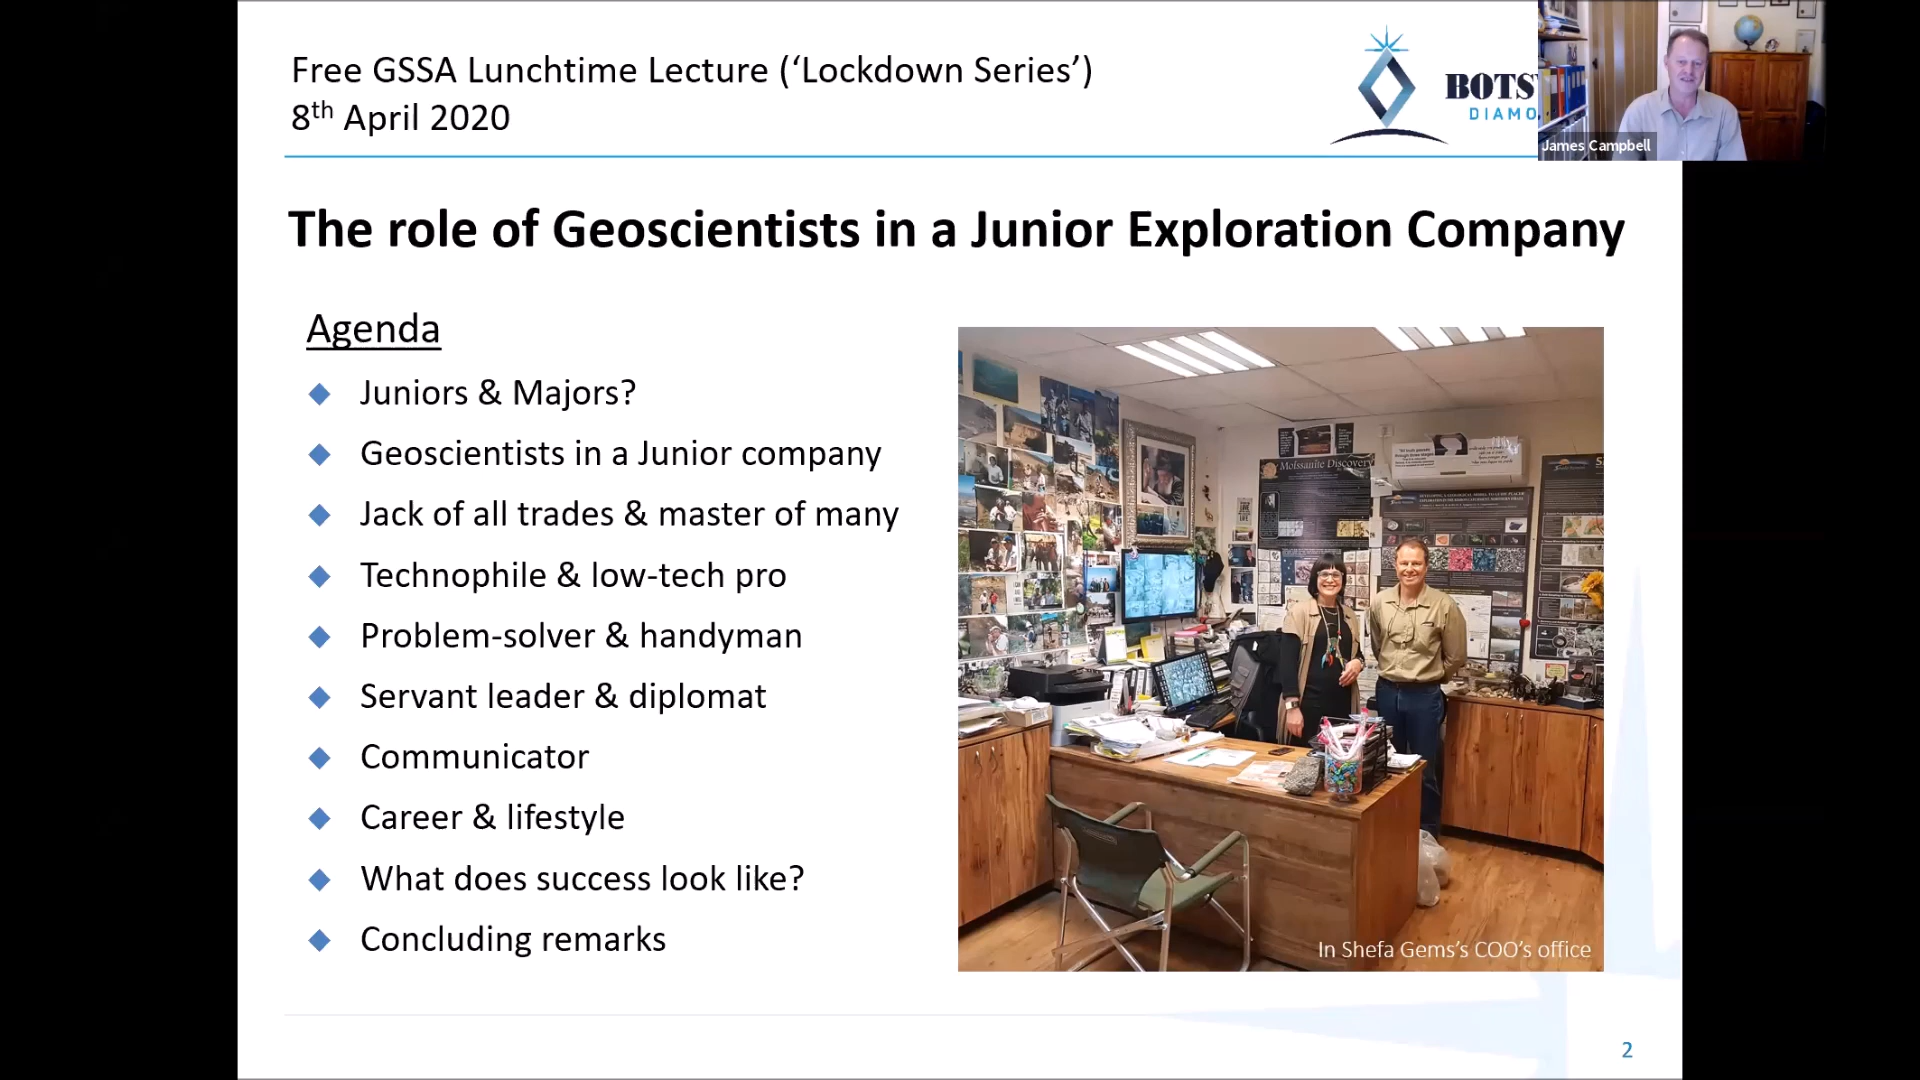 Free GSSA Lunchtime Lecture (‘Lockdown Series’)
8th April 2020
BOTS
DIAMO
James Campbell
The role of Geoscientists in a Junior Exploration Company
Agenda
Juniors & Majors?
Geoscientists in a Junior company
Jack of all trades & master of many
Technophile & low-tech pro
Problem-solver & handyman
Servant leader & diplomat
Communicator
Career & lifestyle
What does success look like?
Concluding remarks
Moissanite Discovery
In Shefa Gems’s COO’s office
2